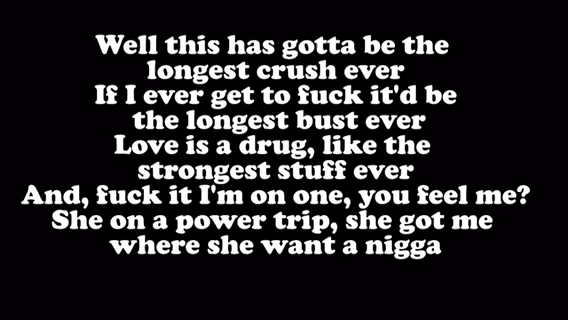 Well this has gotta be the
longest crush ever
If I ever get to fuck it'd be
the longest bust ever
Love is a drug, like the
strongest stuff ever
And, fuck it I'm on one, you feel me?
She on a power trip, she got me
where she want a nigga